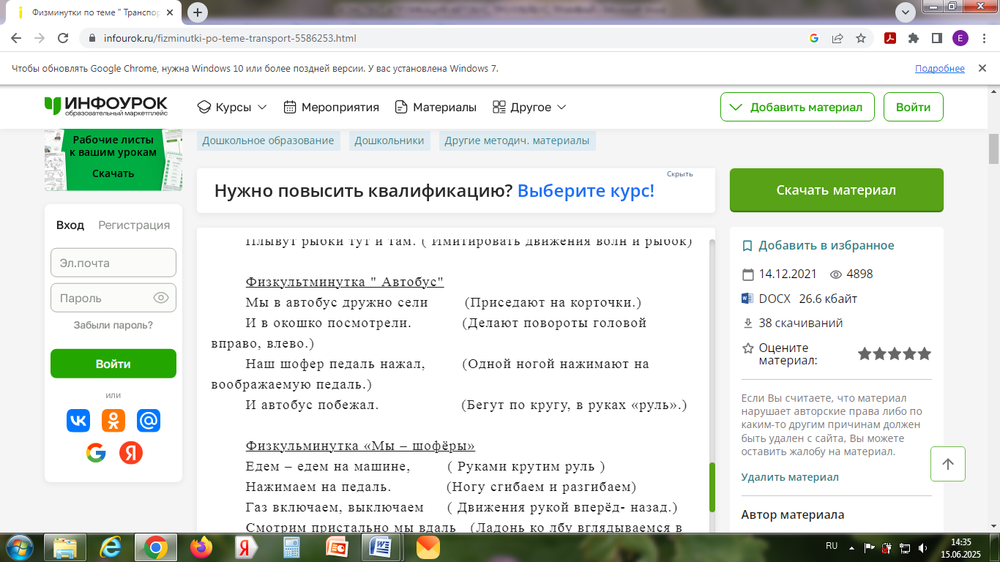 Физминутки по теме " Транспор
infourok.ru/fizminutki-po-teme-transport-5586253.html
E
Чтобы обновлять Google Chrome, нужна Windows 10 или более поздней версии. У вас установлена Windows 7.
Подробнее
ИНФОУРОК
образовательный маркетплейс
Курсы
Мероприятия
Материалы
Другое
Добавить материал
Войти
Рабочие листы
к вашим урокам
Скачать
Дошкольное образование
Дошкольники
Другие методич. материалы
Скрыть
Нужно повысить квалификацию? Выберите курс!
Скачать материал
Вход Регистрация
Эл.почта
Пароль
Забыли пароль?
Войти
или
Плывут рыбки тут и там. ( Имитировать движения волн и рыбок)
Физкультминутка " Автобус"
Мы в автобус дружно сели (Приседают на корточки.)
И в окошко посмотрели. (Делают повороты головой
вправо, влево.)
Наш шофер педаль нажал, (Одной ногой нажимают на
воображаемую педаль.)
И автобус побежал. (Бегут по кругу, в руках «руль».)
Физкульминутка «Мы – шофёры»
Едем – едем на машине, ( Руками крутим руль )
Нажимаем на педаль. (Ногу сгибаем и разгибаем)
Газ включаем, выключаем ( Движения рукой вперёд- назад.)
Смотрим пристально мы вдаль (Ладонь ко лбу вглядываемся в
Добавить в избранное
14.12.2021 4898
DOCX 26.6 кбайт
38 скачиваний
Оцените
материал:
Если Вы считаете, что материал
нарушает авторские права либо по
каким-то другим причинам должен
быть удален с сайта, Вы можете
оставить жалобу на материал.
Удалить материал
Автор материала
RU
14:35
15.06.2025